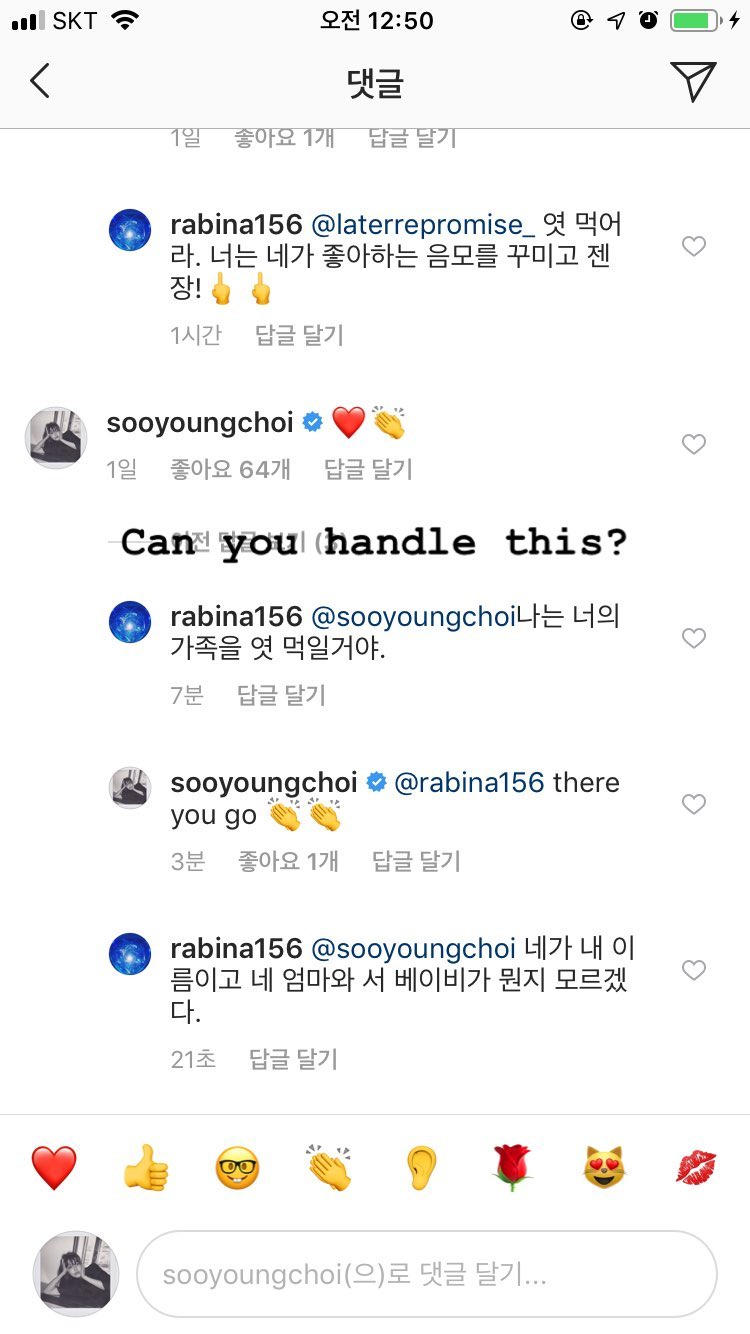 SKT 오전 12:50
댓글
1일 좋아요 1개 답글 달기
rabina156 @laterrepromise_ 엿 먹어
라. 너는 네가 좋아하는 음모를 꾸미고 젠
장!🖕 🖕
1시간 답글 달기
sooyoungchoi ❤️👏
1일 좋아요 64개 답글 달기
이전 답글 보기 (3)
Can you handle this?
rabina156 @sooyoungchoi나는 너의
가족을 엿 먹일거야.
7분 답글 달기
sooyoungchoi @rabina156 there
you go 👏👏
3분 좋아요 1개 답글 달기
rabina156 @sooyoungchoi 네가 내 이
름이고 네 엄마와 서 베이비가 뭔지 모르겠
다.
21초 답글 달기
sooyoungchoi(으)로 댓글 달기...